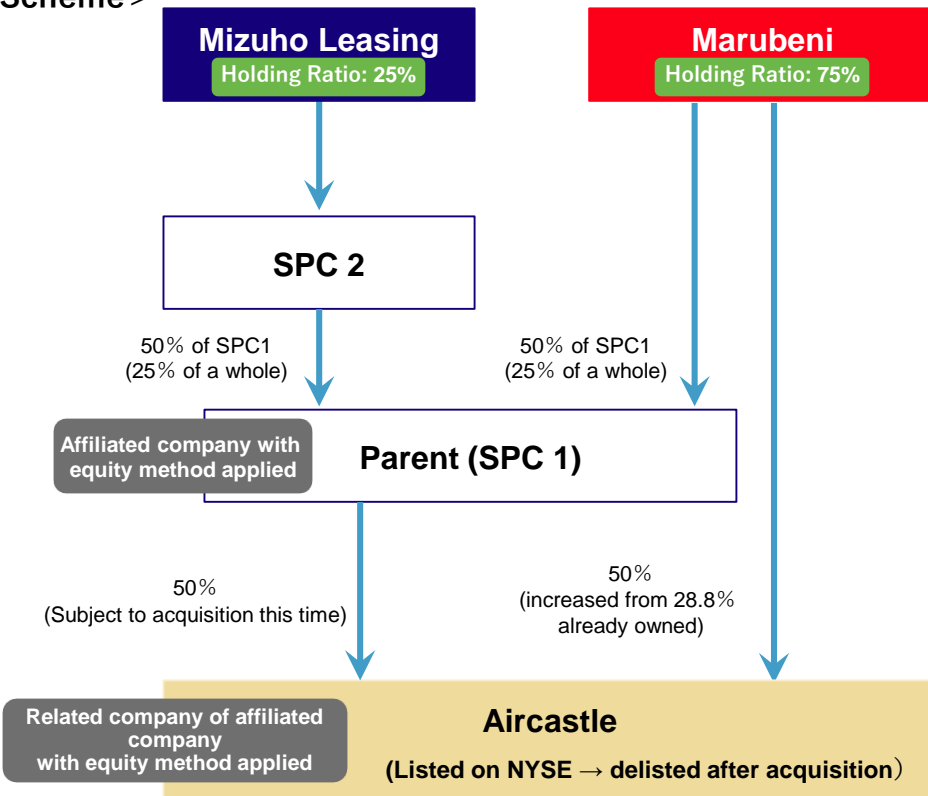 Scheme>
Mizuho Leasing
Holding Ratio: 25%
Marubeni
Holding Ratio: 75%
SPC 2
50% of SPC1
(25% of a whole)
50% of SPC1
(25% of a whole)
Affiliated company with
equity method applied
Parent (SPC 1)
50%
(Subject to acquisition this time)
50%
(increased from 28.8%
already owned)
Related company of affiliated
company
with equity method applied
Aircastle
(Listed on NYSE → delisted after acquisition）